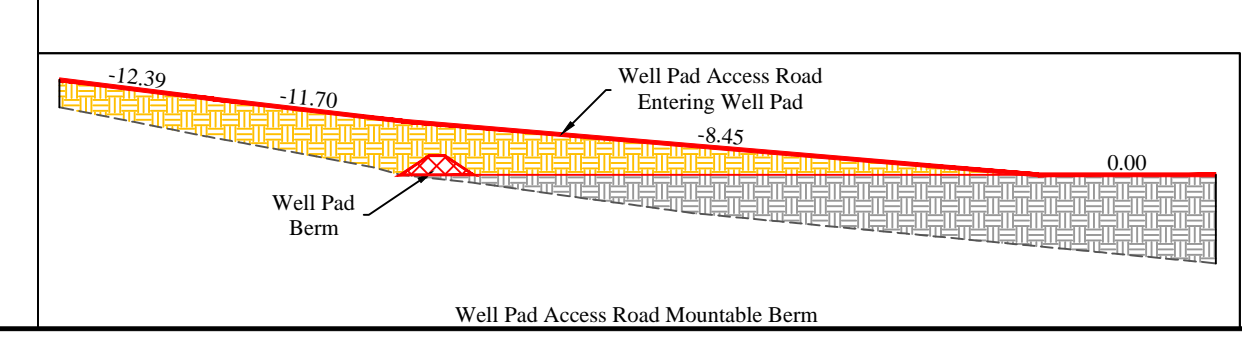 -12.39
-11.70
Well Pad Access Road
Entering Well Pad
-8.45
0.00
Well Pad
Berm
Well Pad Access Road Mountable Berm